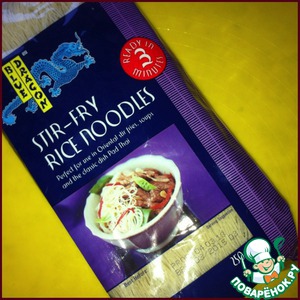 BLUE
DRAGON
READY IN
3
MINUTES
STIR-FRY
RICE NOODLES
Perfect for use in Oriental stir fries, soups
and the classic dish Pad Thai
ПОВАРЁНОК.РУ